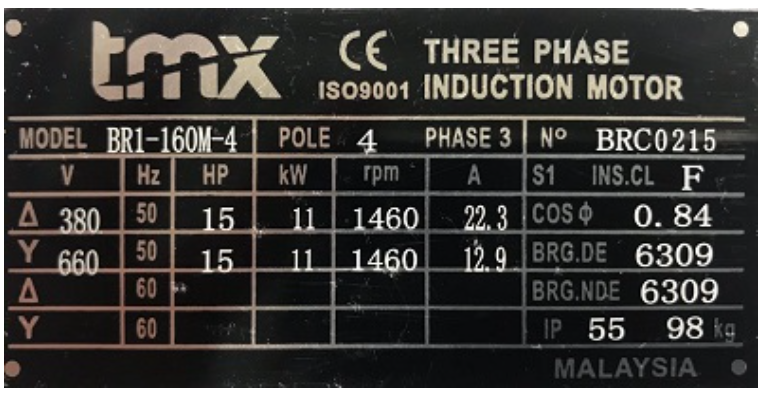 tmx CE THREE PHASE
ISO9001 INDUCTION MOTOR
MODEL BR1-160M-4 POLE 4 PHASE 3 Nº BRC0215
V Hz HP kW rpm A S1 INS.CL F
Δ 380 50 15 11 1460 22.3 COSϕ 0.84
Y 660 50 15 11 1460 12.9 BRG.DE 6309
Δ 60 BRG.NDE 6309
Y 60 IP 55 98 kg
MALAYSIA